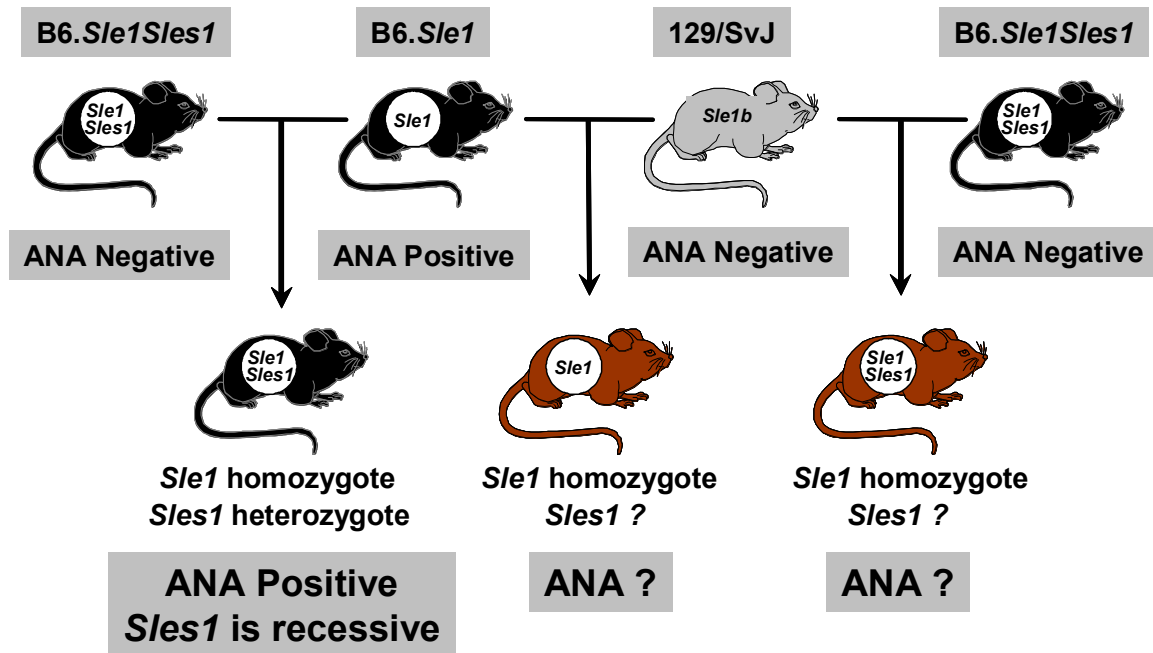 B6.Sle1Sles1
B6.Sle1
129/SvJ
B6.Sle1Sles1
Sle1
Sles1
Sle1
Sle1b
Sle1
Sles1
ANA Negative
ANA Positive
ANA Negative
ANA Negative
Sle1
Sles1
Sle1
Sle1
Sles1
Sle1 homozygote
Sles1 heterozygote
Sle1 homozygote
Sles1 ?
Sle1 homozygote
Sles1 ?
ANA Positive
Sles1 is recessive
ANA ?
ANA ?